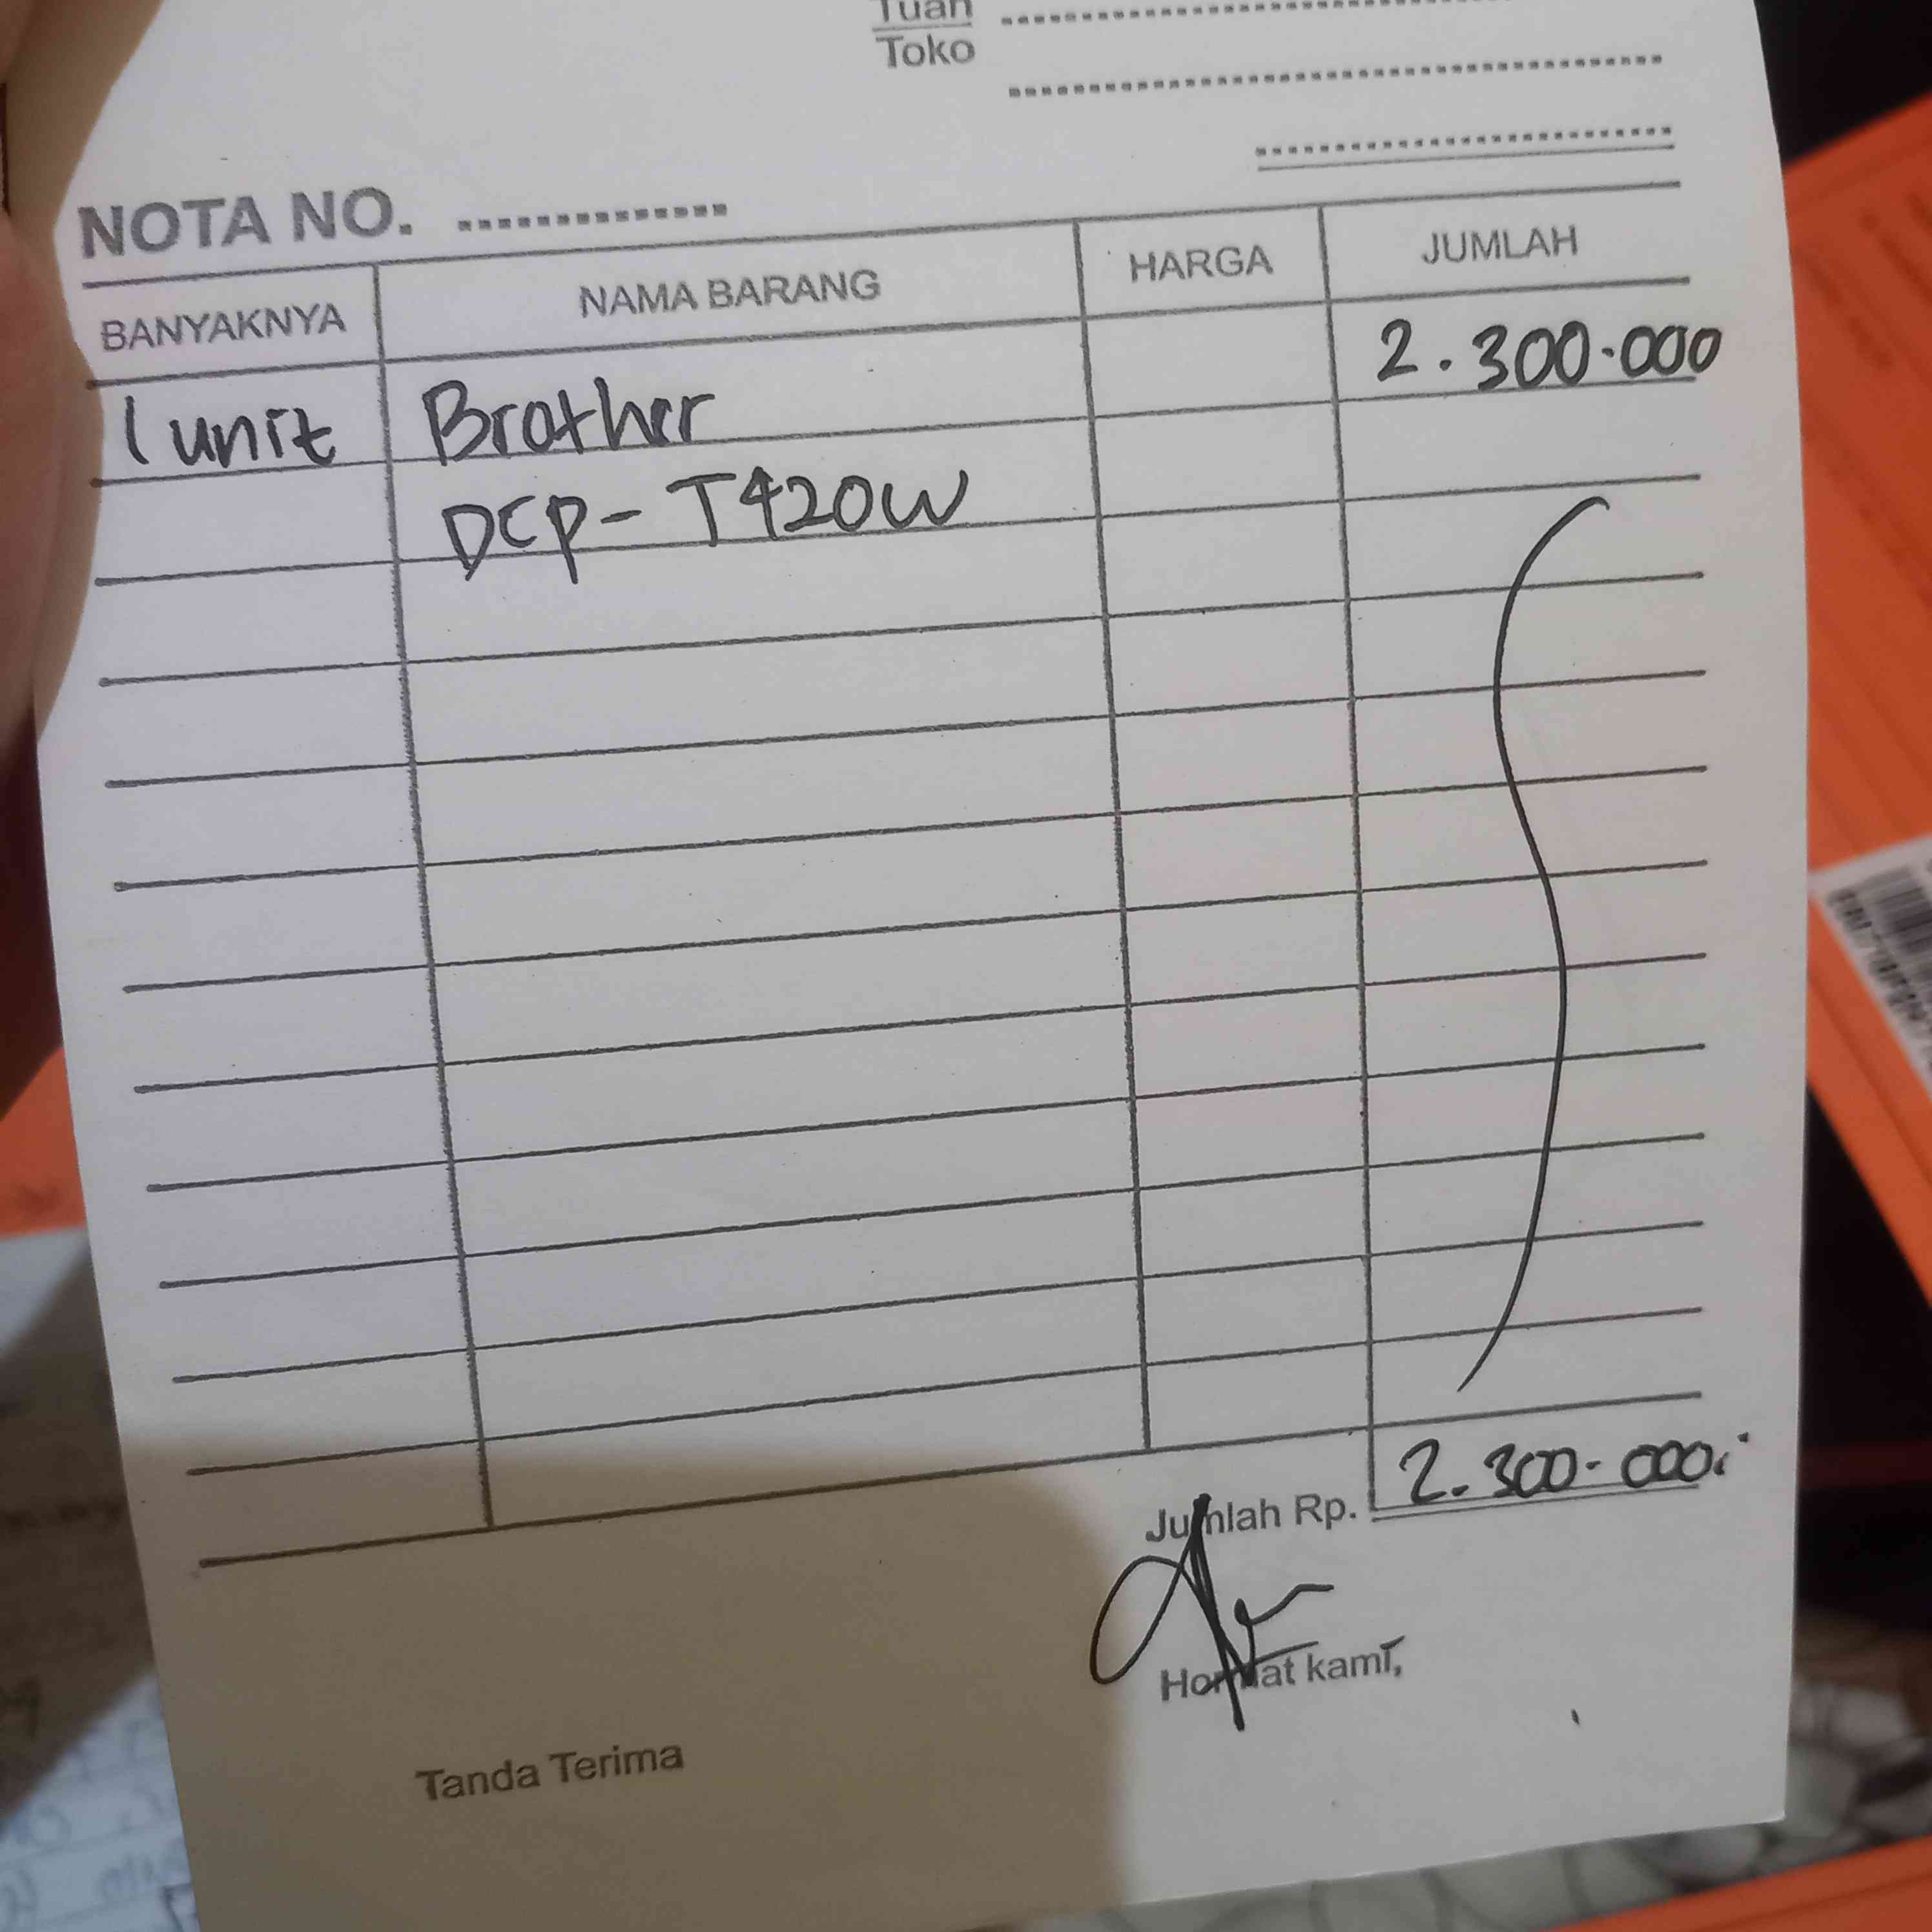 Tuan
Toko
NOTA NO.
BANYAKNYA NAMA BARANG HARGA JUMLAH
1 unit Brother 2.300.000
DCP-T420W
Jumlah Rp. 2.300.000
Hormat kami,
Tanda Terima